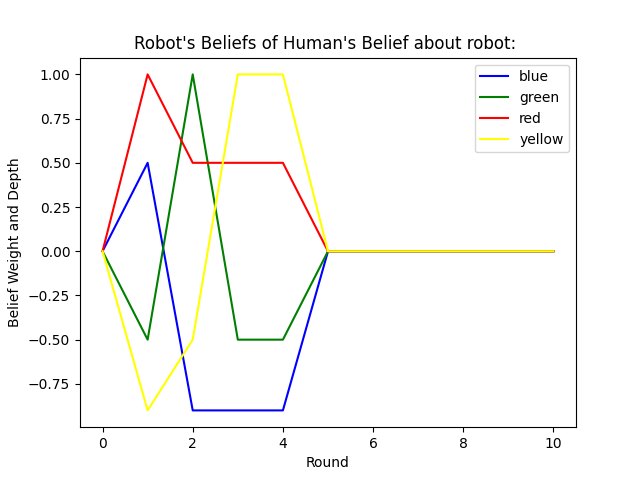 Robot's Beliefs of Human's Belief about robot:
Belief Weight and Depth
1.00
0.75
0.50
0.25
0.00
−0.25
−0.50
−0.75
blue
green
red
yellow
0 2 4 6 8 10
Round